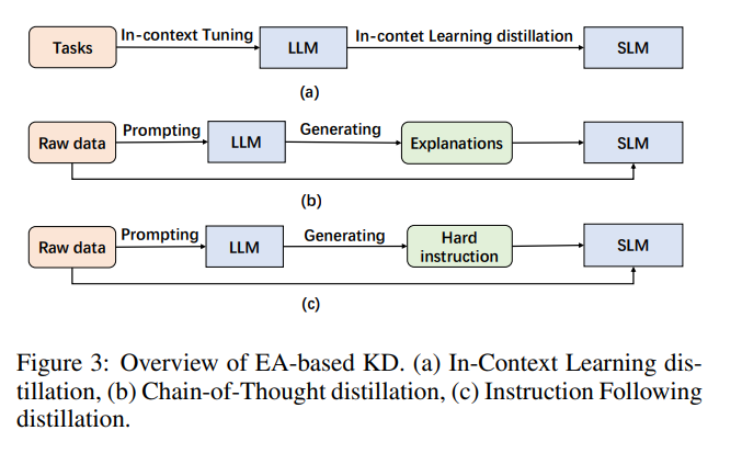 Tasks
In-context Tuning
LLM
In-contet Learning distillation
SLM
(a)
Raw data
Prompting
LLM
Generating
Explanations
SLM
(b)
Raw data
Prompting
LLM
Generating
Hard
instruction
SLM
(c)
Figure 3: Overview of EA-based KD. (a) In-Context Learning dis-
tillation, (b) Chain-of-Thought distillation, (c) Instruction Following
distillation.